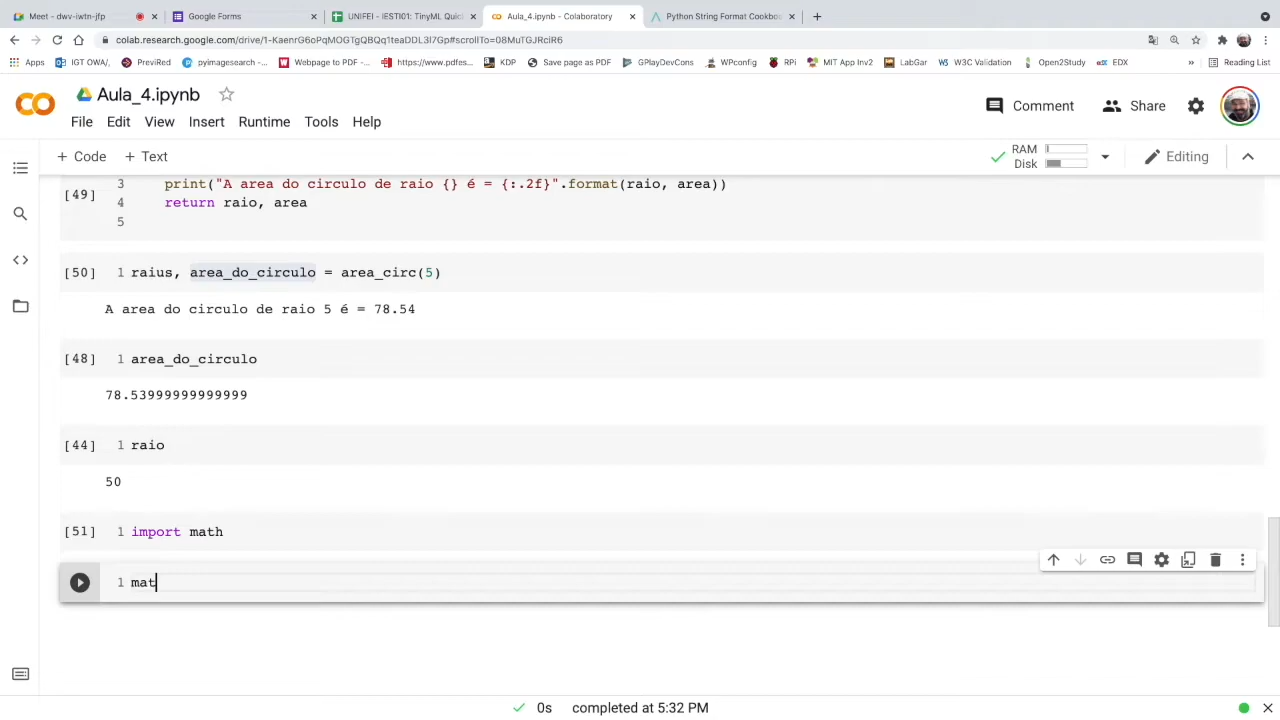 Meet - dwv-iwtn-jfp
Google Forms
UNIFEI - IESTI01: TinyML Quic
Aula_4.ipynb - Colaboratory
Python String Format Cookboo
colab.research.google.com/drive/1-KaenrG6oPqMOGTgQBQq1teaDDL3l7Gp#scrollTo=08MuTGJRciR6
Apps
IGT OWA/,
PreviRed
pyimagesearch -...
Webpage to PDF -...
https://www.pdfes...
KDP
Save page as PDF
GPlayDevCons
WPconfig
RPi
MIT App Inv2
LabGar
W3C Validation
Open2Study
EDX
»
Reading List
Aula_4.ipynb
Comment
Share
File Edit View Insert Runtime Tools Help
+ Code + Text
RAM
Disk
Editing
[49]
3 print("A area do circulo de raio {} é = {:.2f}".format(raio, area))
4 return raio, area
5
[50] 1 raius, area_do_circulo = area_circ(5)
A area do circulo de raio 5 é = 78.54
[48] 1 area_do_circulo
78.53999999999999
[44] 1 raio
50
[51] 1 import math
1 mat
0s completed at 5:32 PM